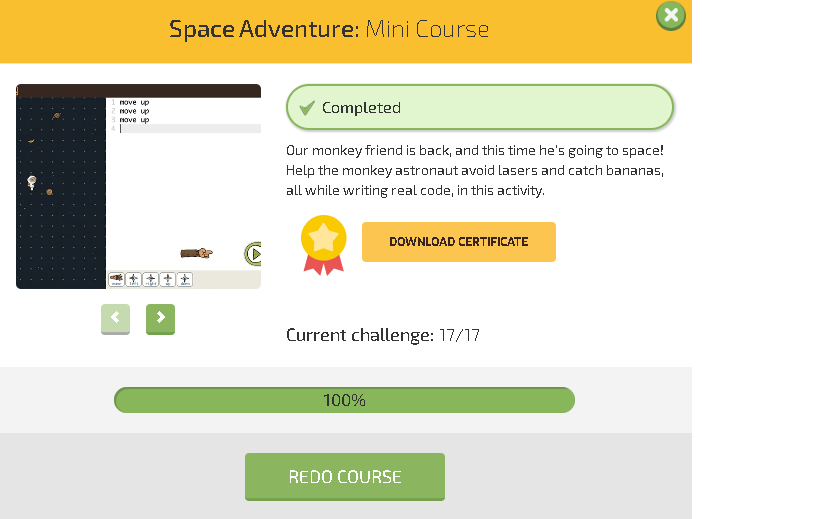 Space Adventure: Mini Course
1 move up
2 move up
3 move up
4
Completed
Our monkey friend is back, and this time he's going to space!
Help the monkey astronaut avoid lasers and catch bananas,
all while writing real code, in this activity.
DOWNLOAD CERTIFICATE
Current challenge: 17/17
100%
REDO COURSE